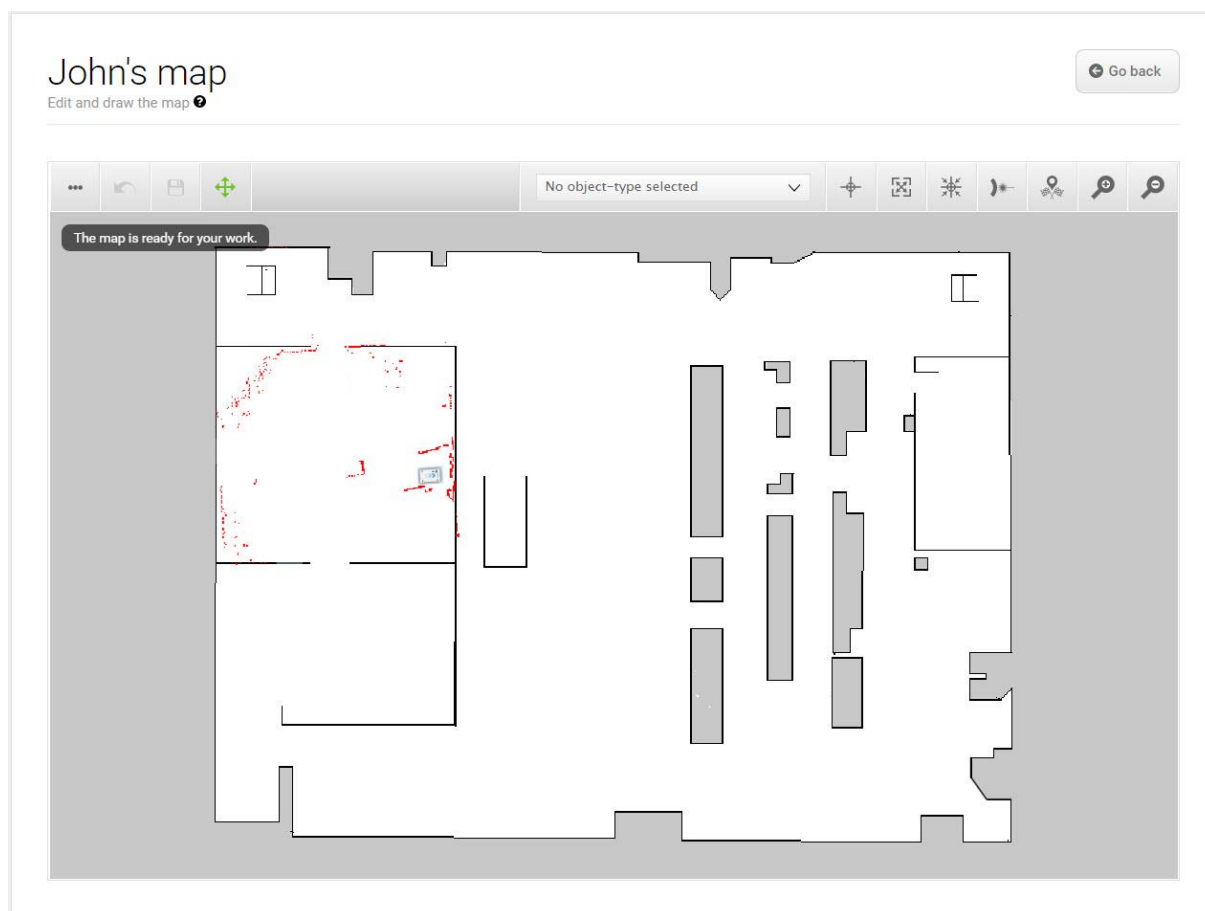 John's map
Go back
Edit and draw the map
No object-type selected
The map is ready for your work.